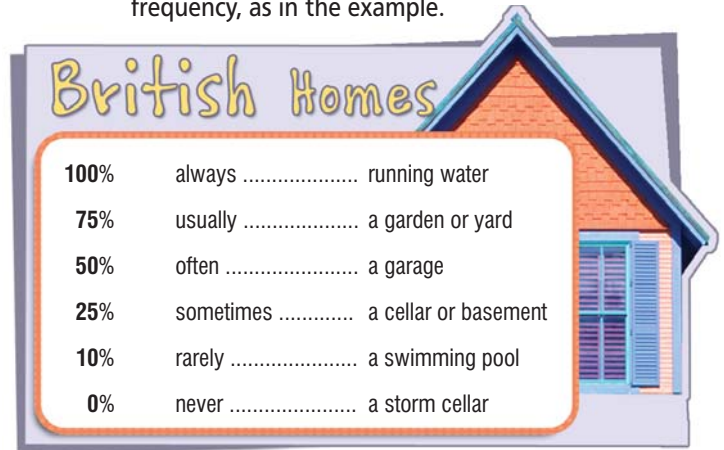 frequency, as in the example.
British Homes
100% always .................... running water
75% usually ..................... a garden or yard
50% often ....................... a garage
25% sometimes ............. a cellar or basement
10% rarely ...................... a swimming pool
0% never ...................... a storm cellar